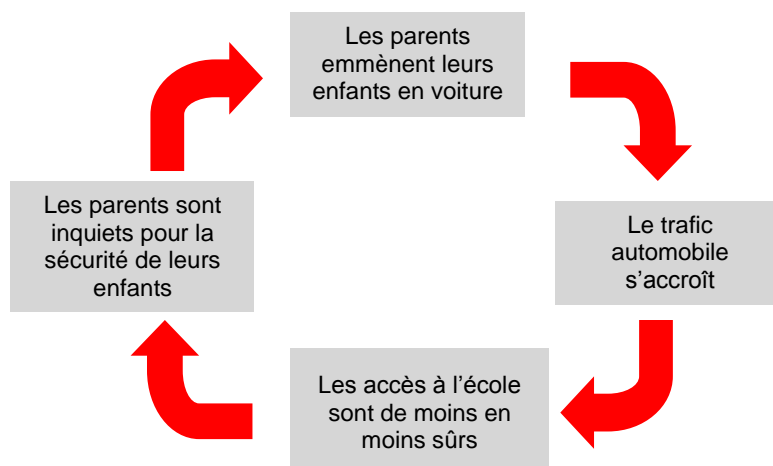 Les parents
emmènent leurs
enfants en voiture
Le trafic
automobile
s’accroît
Les accès à l’école
sont de moins en
moins sûrs
Les parents sont
inquiets pour la
sécurité de leurs
enfants